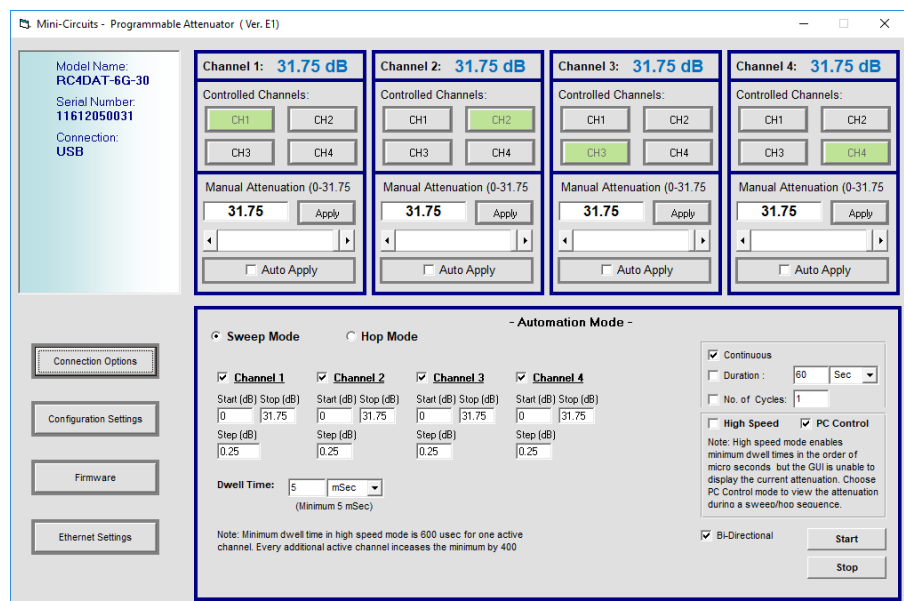 Mini-Circuits - Programmable Attenuator ( Ver. E1)
Model Name:
RC4DAT-6G-30
Serial Number:
11612050031
Connection:
USB
Channel 1: 31.75 dB
Controlled Channels:
CH1 CH2
CH3 CH4
Manual Attenuation (0-31.75
31.75 Apply
Auto Apply
Channel 2: 31.75 dB
Controlled Channels:
CH1 CH2
CH3 CH4
Manual Attenuation (0-31.75
31.75 Apply
Auto Apply
Channel 3: 31.75 dB
Controlled Channels:
CH1 CH2
CH3 CH4
Manual Attenuation (0-31.75
31.75 Apply
Auto Apply
Channel 4: 31.75 dB
Controlled Channels:
CH1 CH2
CH3 CH4
Manual Attenuation (0-31.75
31.75 Apply
Auto Apply
Connection Options
Configuration Settings
Firmware
Ethernet Settings
- Automation Mode -
Sweep Mode Hop Mode
Channel 1 Channel 2 Channel 3 Channel 4
Start (dB) Stop (dB) Start (dB) Stop (dB) Start (dB) Stop (dB) Start (dB) Stop (dB)
0 31.75 0 31.75 0 31.75 0 31.75
Step (dB) Step (dB) Step (dB) Step (dB)
0.25 0.25 0.25 0.25
Dwell Time: 5 mSec
(Minimum 5 mSec)
Note: Minimum dwell time in high speed mode is 600 usec for one active
channel. Every additional active channel inceases the minimum by 400
Continuous
Duration : 60 Sec
No. of Cycles: 1
High Speed PC Control
Note: High speed mode enables
minimum dwell times in the order of
micro seconds but the GUI is unable to
display the current attenuation. Choose
PC Control mode to view the attenuation
during a sweep/hop sequence.
Bi-Directional Start
Stop